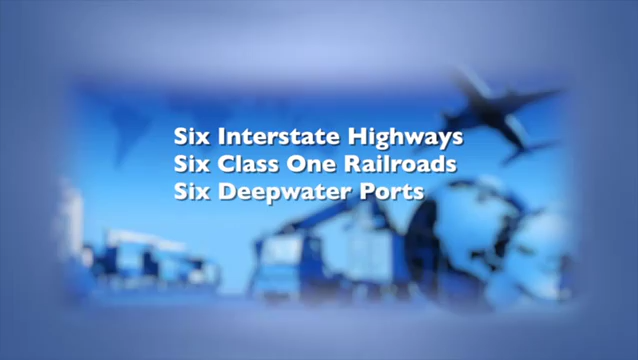 Six Interstate Highways
Six Class One Railroads
Six Deepwater Ports